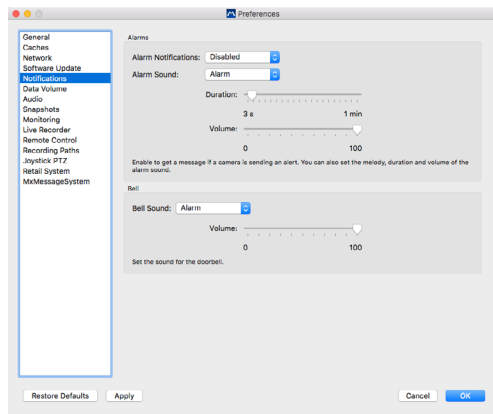 Preferences
General
Caches
Network
Software Update
Notifications
Data Volume
Audio
Snapshots
Monitoring
Live Recorder
Remote Control
Recording Paths
Joystick PTZ
Retail System
MxMessageSystem
Alarms
Alarm Notifications: Disabled
Alarm Sound: Alarm
Duration:
3 s 1 min
Volume:
0 100
Enable to get a message if a camera is sending an alert. You can also set the melody, duration and volume of the
alarm sound.
Bell
Bell Sound: Alarm
Volume:
0 100
Set the sound for the doorbell.
Restore Defaults Apply Cancel OK